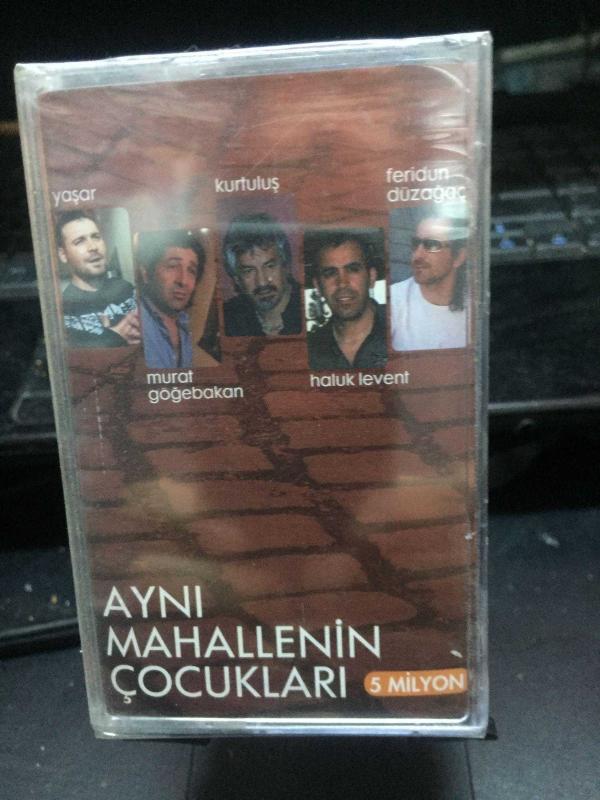 yaşar
kurtuluş
feridun
düzağaç
murat
göğebakan
haluk levent
AYNI
MAHALLENİN
ÇOCUKLARI
5 MİLYON